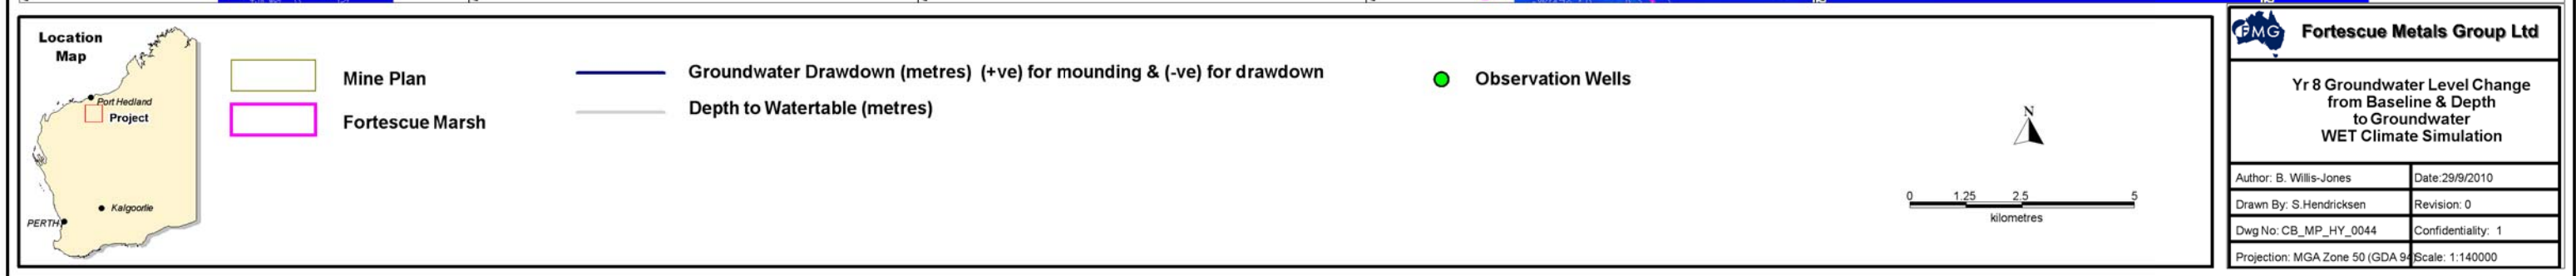 Location
Map
Port Hedland
Project
Kalgoorlie
PERTH
Mine Plan
Fortescue Marsh
Groundwater Drawdown (metres) (+ve) for mounding & (-ve) for drawdown
Depth to Watertable (metres)
Observation Wells
N
0 1.25 2.5 5
kilometres
FMG
Fortescue Metals Group Ltd
Yr 8 Groundwater Level Change
from Baseline & Depth
to Groundwater
WET Climate Simulation
Author: B. Willis-Jones
Date:29/9/2010
Drawn By: S.Hendricksen
Revision: 0
Dwg No: CB_MP_HY_0044
Confidentiality: 1
Projection: MGA Zone 50 (GDA 94
Scale: 1:140000